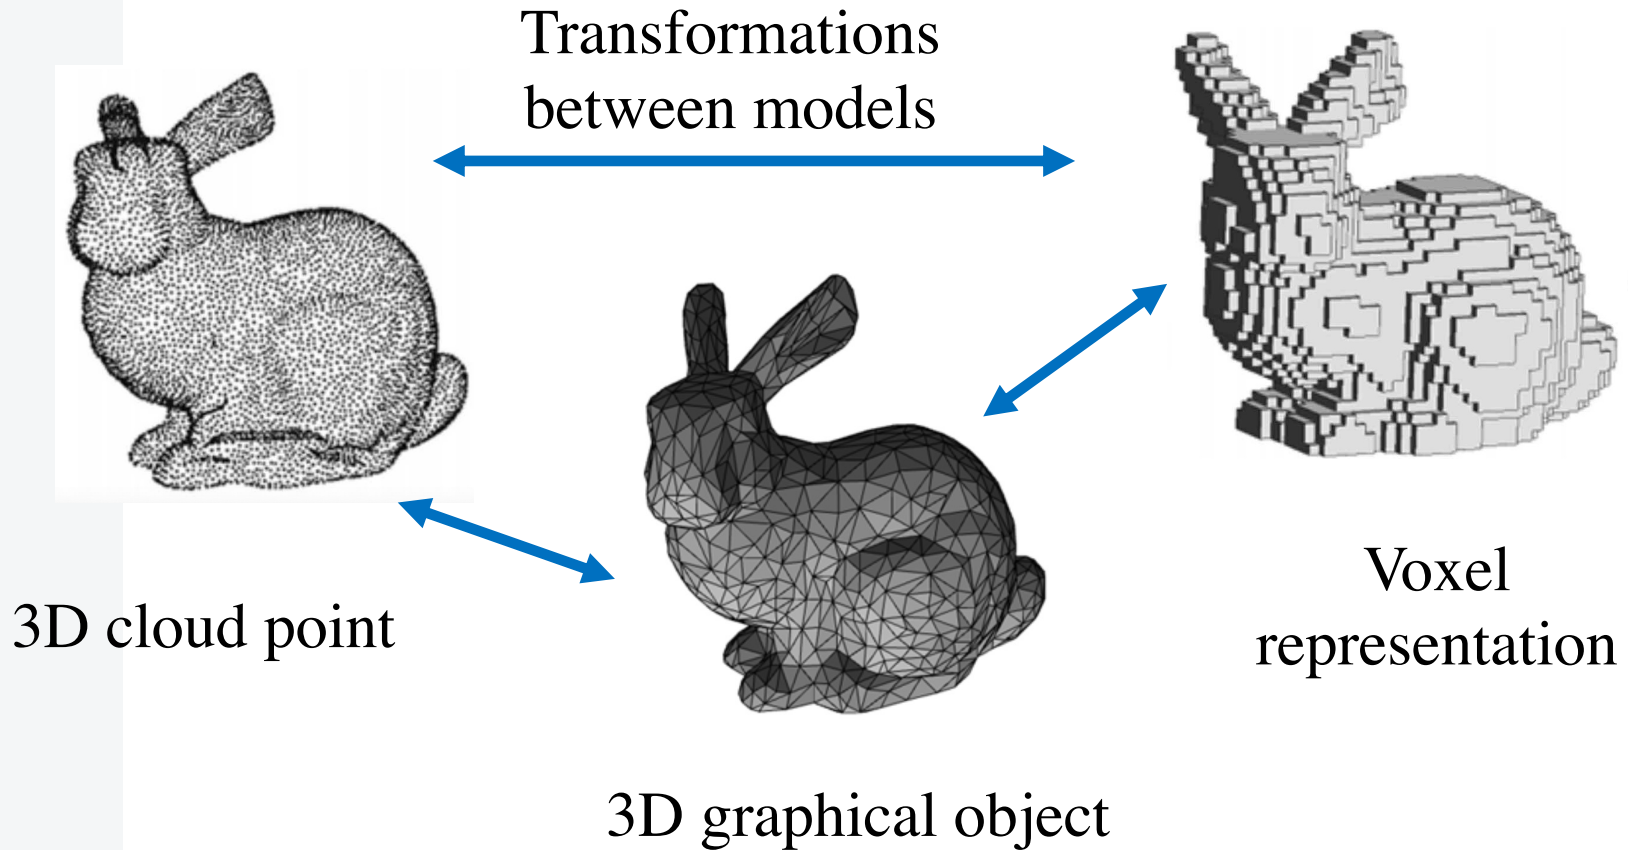 Transformations
between models
3D cloud point
Voxel
representation
3D graphical object